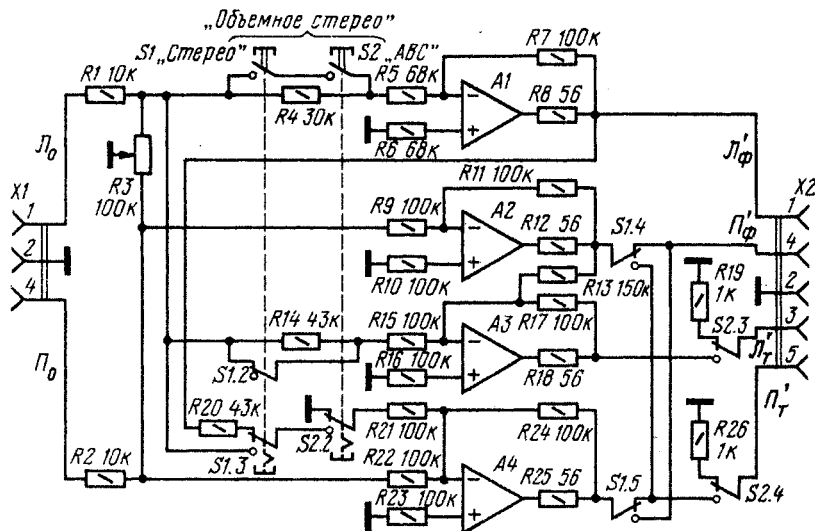 „Объемное стерео"
S1 „Стерео"
S2 „АВС"
R1 10к
R4 30к
R5 68к
R6 68к
A1
R7 100к
R8 56
Л₀
R3
100к
X1
1
2
4
П₀
R2 10к
R9 100к
R10 100к
A2
R11 100к
R12 56
S1.4
R13 150к
R14 43к
S1.2
R15 100к
R16 100к
A3
R17 100к
R18 56
R20 43к
S1.3
S2.2
R21 100к
R22 100к
R23 100к
A4
R24 100к
R25 56
S1.5
Л'ф
П'ф
X2
1
4
2
3
5
R19
1к
S2.3
Л'т
П'т
R26
1к
S2.4